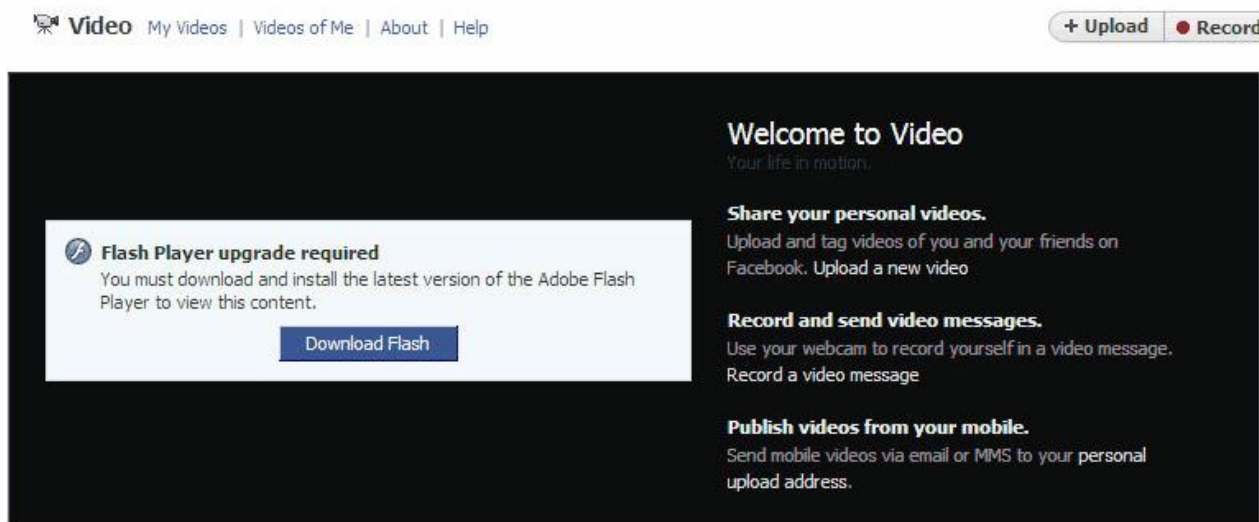 Video My Videos | Videos of Me | About | Help
+ Upload Record
Flash Player upgrade required
You must download and install the latest version of the Adobe Flash
Player to view this content.
Download Flash
Welcome to Video
Your life in motion.
Share your personal videos.
Upload and tag videos of you and your friends on
Facebook. Upload a new video
Record and send video messages.
Use your webcam to record yourself in a video message.
Record a video message
Publish videos from your mobile.
Send mobile videos via email or MMS to your personal
upload address.